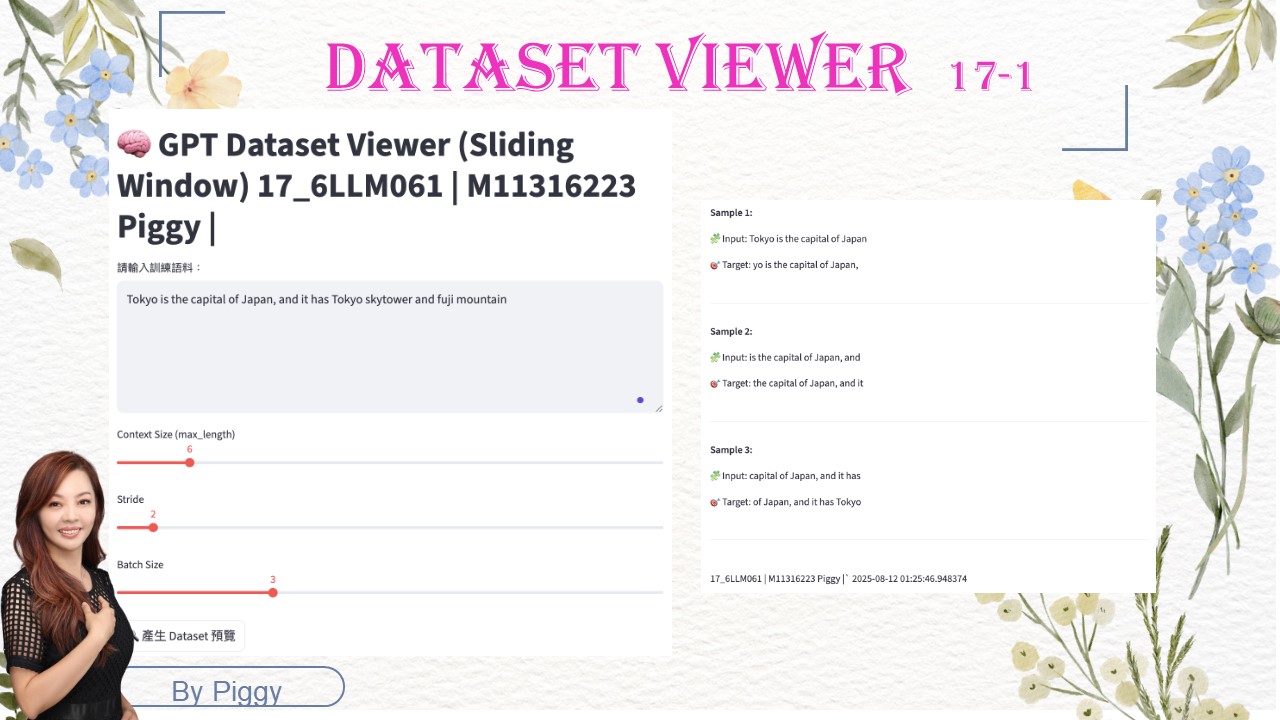 DATASET VIEWER 17-1
GPT Dataset Viewer (Sliding
Window) 17_6LLM061 | M11316223
Piggy |
請輸入訓練語料：
Tokyo is the capital of Japan, and it has Tokyo skytower and fuji mountain
Context Size (max_length)
6
Stride
2
Batch Size
3
產生 Dataset 預覽
By Piggy
Sample 1:
Input: Tokyo is the capital of Japan
Target: yo is the capital of Japan,
Sample 2:
Input: is the capital of Japan, and
Target: the capital of Japan, and it
Sample 3:
Input: capital of Japan, and it has
Target: of Japan, and it has Tokyo
17_6LLM061 | M11316223 Piggy |` 2025-08-12 01:25:46.948374